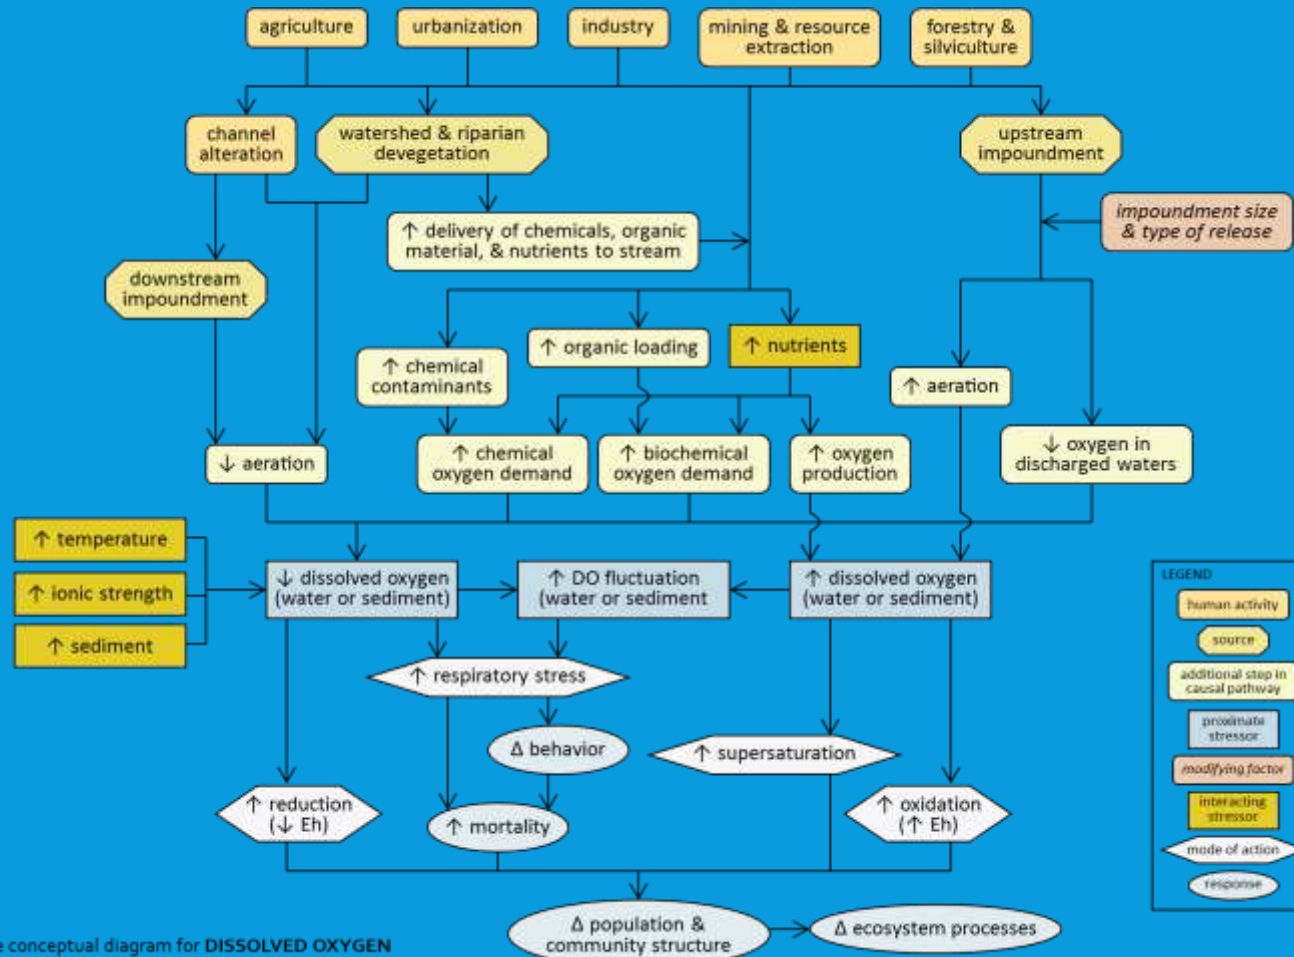 agriculture
urbanization
industry
mining & resource
extraction
forestry &
silviculture
channel
alteration
watershed & riparian
devegetation
upstream
impoundment
↑ delivery of chemicals, organic
material, & nutrients to stream
impoundment size
& type of release
downstream
impoundment
↑ chemical
contaminants
↑ organic loading
↑ nutrients
↑ aeration
↓ aeration
↑ chemical
oxygen demand
↑ biochemical
oxygen demand
↑ oxygen
production
↓ oxygen in
discharged waters
↑ temperature
↑ ionic strength
↑ sediment
↓ dissolved oxygen
(water or sediment)
↑ DO fluctuation
(water or sediment
↑ dissolved oxygen
(water or sediment)
↑ respiratory stress
Δ behavior
↑ supersaturation
↑ reduction
(↓ Eh)
↑ mortality
↑ oxidation
(↑ Eh)
Δ population &
community structure
Δ ecosystem processes
LEGEND
human activity
source
additional step in
causal pathway
proximate
stressor
modifying factor
interacting
stressor
mode of action
response
e conceptual diagram for DISSOLVED OXYGEN